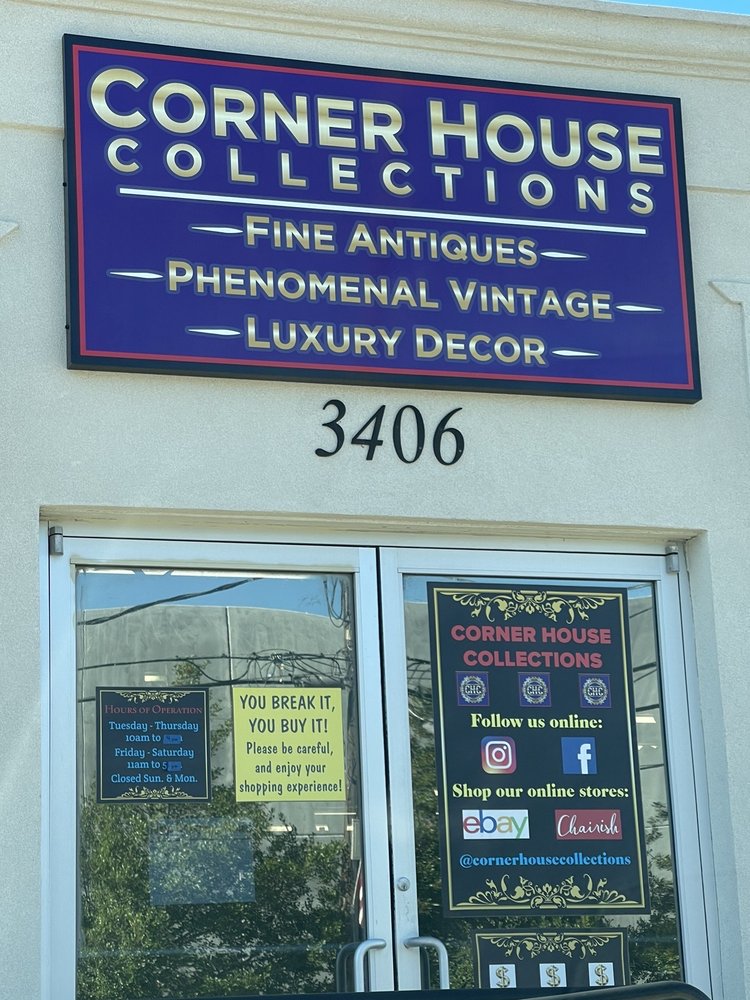 CORNER HOUSE
COLLECTIONS
FINE ANTIQUES
PHENOMENAL VINTAGE
LUXURY DECOR
3406
HOURS OF OPERATION
Tuesday - Thursday
10am to
Friday - Saturday
11am to
Closed Sun. & Mon.
YOU BREAK IT,
YOU BUY IT!
Please be careful,
and enjoy your
shopping experience!
CORNER HOUSE
COLLECTIONS
CHC CHC CHC
Follow us online:
f
Shop our online stores:
ebay Chairish
@cornerhousecollections
$ $ $